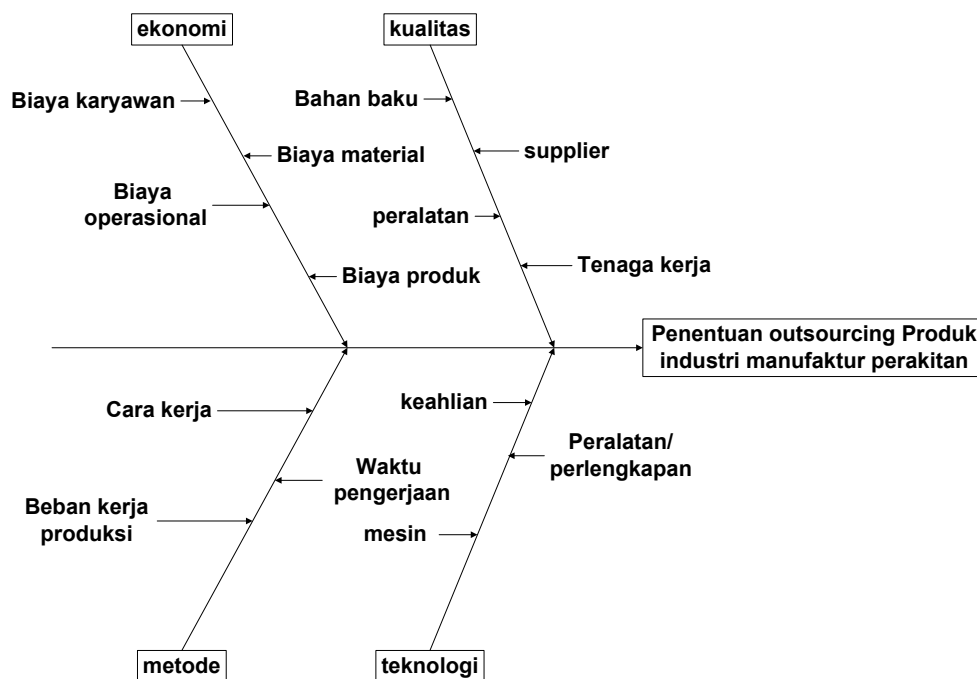 ekonomi
kualitas
Biaya karyawan
Bahan baku
Biaya material
supplier
Biaya
operasional
peralatan
Tenaga kerja
Biaya produk
Penentuan outsourcing Produk
industri manufaktur perakitan
Cara kerja
keahlian
Peralatan/
perlengkapan
Waktu
pengerjaan
Beban kerja
produksi
mesin
metode
teknologi